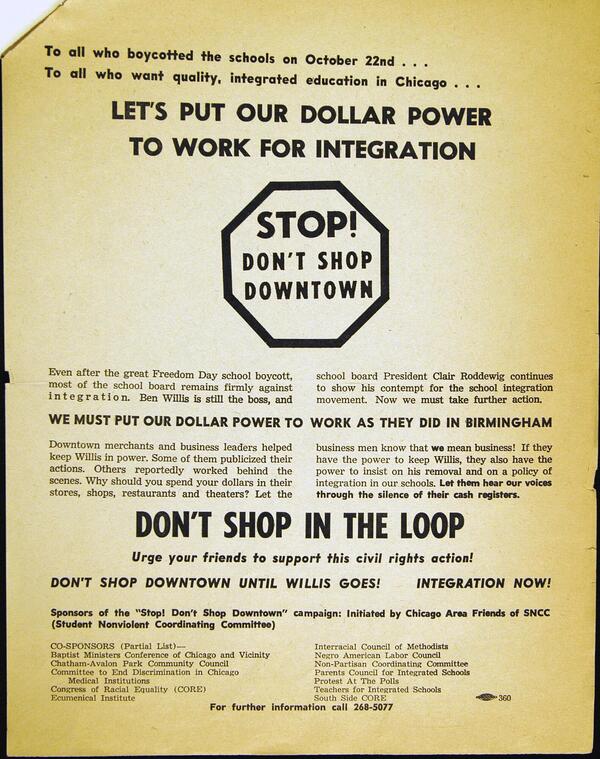 To all who boycotted the schools on October 22nd . . .
To all who want quality, integrated education in Chicago . . .
LET'S PUT OUR DOLLAR POWER
TO WORK FOR INTEGRATION
STOP!
DON'T SHOP
DOWNTOWN
Even after the great Freedom Day school boycott,
most of the school board remains firmly against
integration. Ben Willis is still the boss, and
school board President Clair Roddewig continues
to show his contempt for the school integration
movement. Now we must take further action.
WE MUST PUT OUR DOLLAR POWER TO WORK AS THEY DID IN BIRMINGHAM
Downtown merchants and business leaders helped
keep Willis in power. Some of them publicized their
actions. Others reportedly worked behind the
scenes. Why should you spend your dollars in their
stores, shops, restaurants and theaters? Let the
business men know that we mean business! If they
have the power to keep Willis, they also have the
power to insist on his removal and on a policy of
integration in our schools. Let them hear our voices
through the silence of their cash registers.
DON'T SHOP IN THE LOOP
Urge your friends to support this civil rights action!
DON'T SHOP DOWNTOWN UNTIL WILLIS GOES! INTEGRATION NOW!
Sponsors of the "Stop! Don't Shop Downtown" campaign: Initiated by Chicago Area Friends of SNCC
(Student Nonviolent Coordinating Committee)
CO-SPONSORS (Partial List)—
Baptist Ministers Conference of Chicago and Vicinity
Chatham-Avalon Park Community Council
Committee to End Discrimination in Chicago
Medical Institutions
Congress of Racial Equality (CORE)
Ecumenical Institute
Interracial Council of Methodists
Negro American Labor Council
Non-Partisan Coordinating Committee
Parents Council for Integrated Schools
Protest At The Polls
Teachers for Integrated Schools
South Side CORE
360
For further information call 268-5077